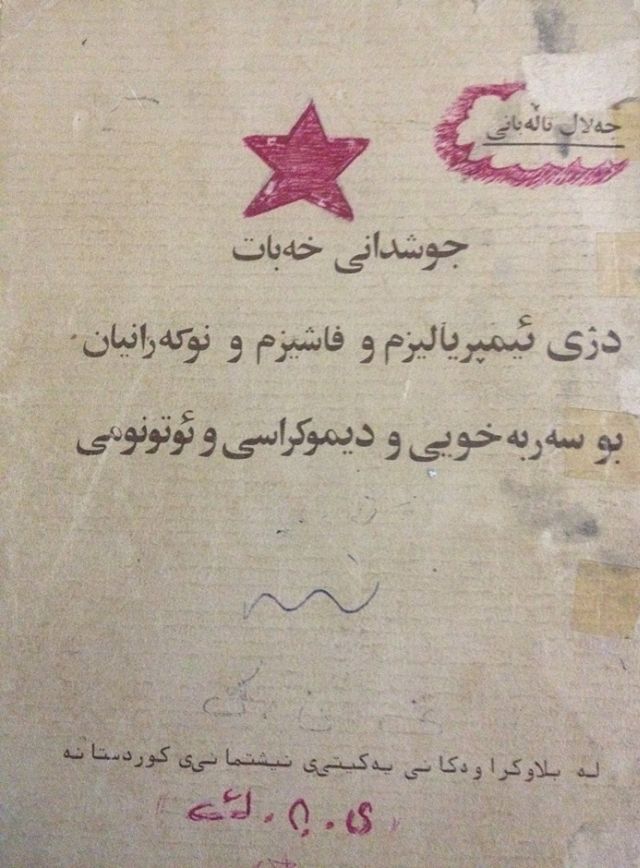 جەلال تاڵەبانی
جوشدانی خەبات
دژی ئیمپریالیزم و فاشیزم و نوکەرانیان
بو سەربەخویی و دیموکراسی و ئوتونومی
لە بلاوکراوەکانی یەکیتیی نیشتمانیی کوردستانە
ی . ن . ک